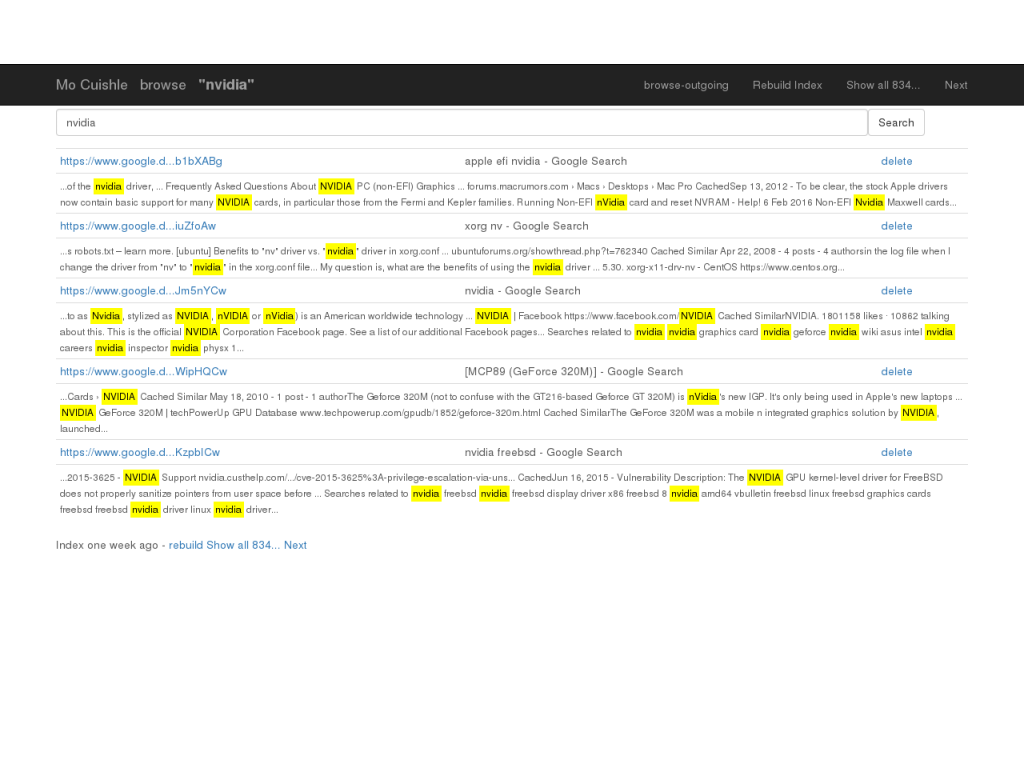 Mo Cuishle browse "nvidia" browse-outgoing Rebuild Index Show all 834... Next
nvidia Search
https://www.google.d...b1bXABg apple efi nvidia - Google Search delete
...of the nvidia driver, ... Frequently Asked Questions About NVIDIA PC (non-EFI) Graphics ... forums.macrumors.com › Macs › Desktops › Mac Pro CachedSep 13, 2012 - To be clear, the stock Apple drivers
now contain basic support for many NVIDIA cards, in particular those from the Fermi and Kepler families. Running Non-EFI nVidia card and reset NVRAM - Help! 6 Feb 2016 Non-EFI Nvidia Maxwell cards...
https://www.google.d...iuZfoAw xorg nv - Google Search delete
...s robots.txt – learn more. [ubuntu] Benefits to "nv" driver vs. "nvidia" driver in xorg.conf ... ubuntuforums.org/showthread.php?t=762340 Cached Similar Apr 22, 2008 - 4 posts - 4 authorsin the log file when I
change the driver from "nv" to "nvidia" in the xorg.conf file... My question is, what are the benefits of using the nvidia driver ... 5.30. xorg-x11-drv-nv - CentOS https://www.centos.org...
https://www.google.d...Jm5nYCw nvidia - Google Search delete
...to as Nvidia, stylized as NVIDIA, nVIDIA or nVidia) is an American worldwide technology ... NVIDIA | Facebook https://www.facebook.com/NVIDIA Cached SimilarNVIDIA. 1801158 likes · 10862 talking
about this. This is the official NVIDIA Corporation Facebook page. See a list of our additional Facebook pages... Searches related to nvidia nvidia graphics card nvidia geforce nvidia wiki asus intel nvidia
careers nvidia inspector nvidia physx 1...
https://www.google.d...WipHQCw [MCP89 (GeForce 320M)] - Google Search delete
...Cards › NVIDIA Cached Similar May 18, 2010 - 1 post - 1 authorThe Geforce 320M (not to confuse with the GT216-based Geforce GT 320M) is nVidia's new IGP. It's only being used in Apple's new laptops ...
NVIDIA GeForce 320M | techPowerUp GPU Database www.techpowerup.com/gpudb/1852/geforce-320m.html Cached SimilarThe GeForce 320M was a mobile n integrated graphics solution by NVIDIA,
launched...
https://www.google.d...KzpbICw nvidia freebsd - Google Search delete
...2015-3625 - NVIDIA Support nvidia.custhelp.com/.../cve-2015-3625%3A-privilege-escalation-via-uns... CachedJun 16, 2015 - Vulnerability Description: The NVIDIA GPU kernel-level driver for FreeBSD
does not properly sanitize pointers from user space before ... Searches related to nvidia freebsd nvidia freebsd display driver x86 freebsd 8 nvidia amd64 vbulletin freebsd linux freebsd graphics cards
freebsd freebsd nvidia driver linux nvidia driver...
Index one week ago - rebuild Show all 834... Next